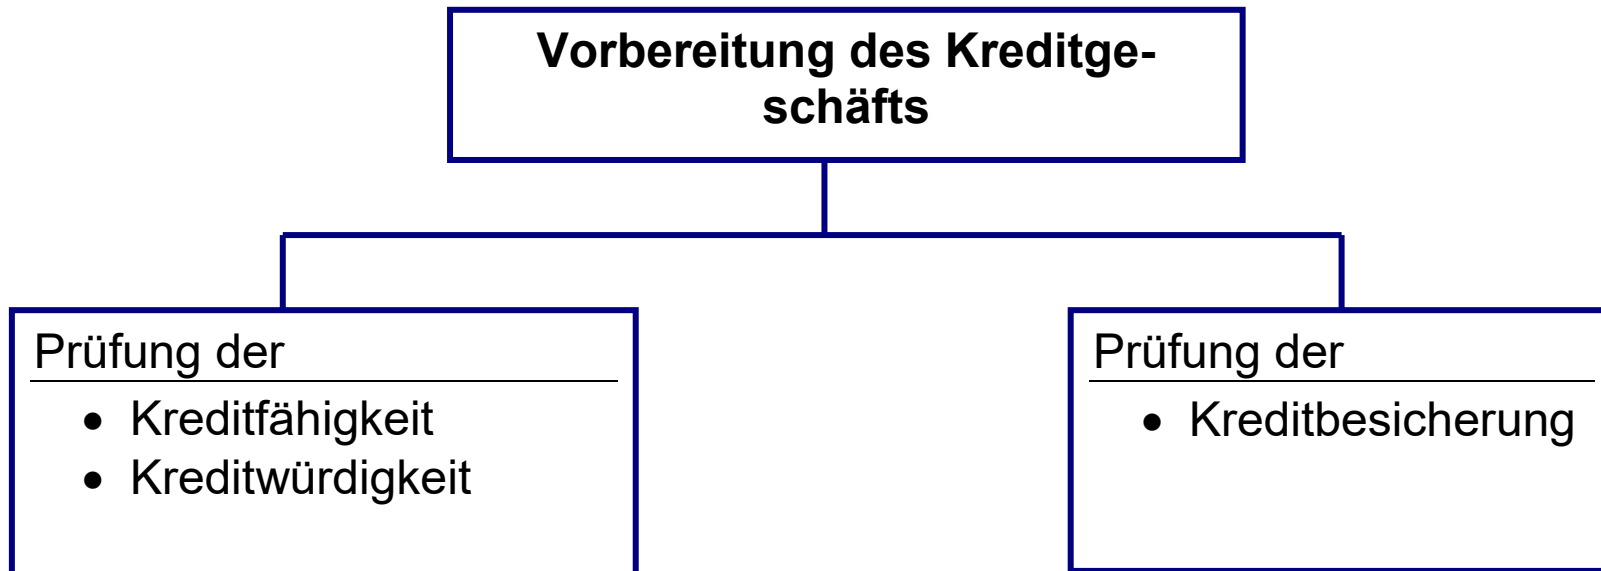 Vorbereitung des Kreditge-
schäfts
Prüfung der
• Kreditfähigkeit
• Kreditwürdigkeit
Prüfung der
• Kreditbesicherung